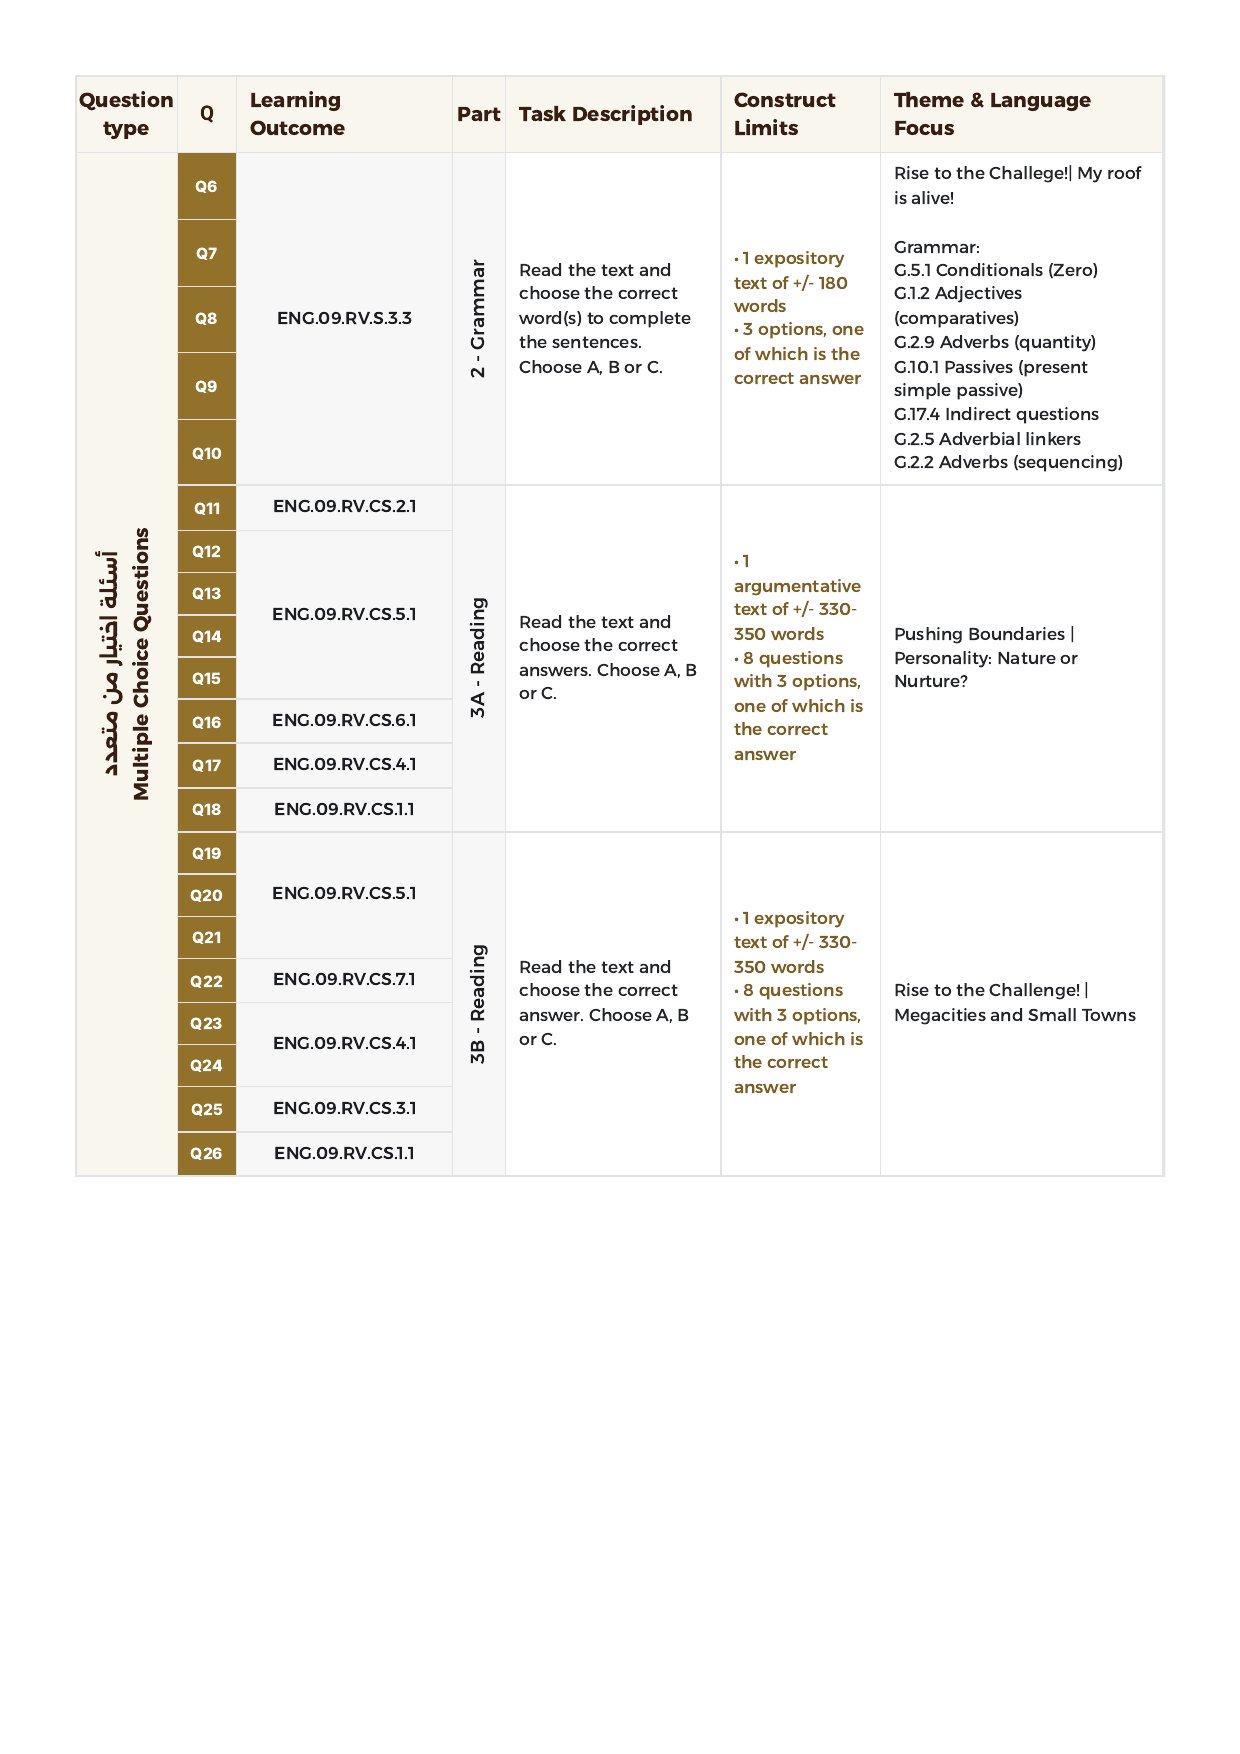 Question type
Q
Learning Outcome
Part
Task Description
Construct Limits
Theme & Language Focus
أسئلة اختيار من متعدد
Multiple Choice Questions
Q6
Q7
Q8
Q9
Q10
ENG.09.RV.S.3.3
2 - Grammar
Read the text and
choose the correct
word(s) to complete
the sentences.
Choose A, B or C.
• 1 expository
text of +/- 180
words
• 3 options, one
of which is the
correct answer
Rise to the Challege!| My roof
is alive!
Grammar:
G.5.1 Conditionals (Zero)
G.1.2 Adjectives
(comparatives)
G.2.9 Adverbs (quantity)
G.10.1 Passives (present
simple passive)
G.17.4 Indirect questions
G.2.5 Adverbial linkers
G.2.2 Adverbs (sequencing)
Q11
ENG.09.RV.CS.2.1
Q12
Q13
Q14
Q15
ENG.09.RV.CS.5.1
Q16
ENG.09.RV.CS.6.1
Q17
ENG.09.RV.CS.4.1
Q18
ENG.09.RV.CS.1.1
3A - Reading
Read the text and
choose the correct
answers. Choose A, B
or C.
• 1
argumentative
text of +/- 330-
350 words
• 8 questions
with 3 options,
one of which is
the correct
answer
Pushing Boundaries |
Personality: Nature or
Nurture?
Q19
Q20
Q21
ENG.09.RV.CS.5.1
Q22
ENG.09.RV.CS.7.1
Q23
Q24
ENG.09.RV.CS.4.1
Q25
ENG.09.RV.CS.3.1
Q26
ENG.09.RV.CS.1.1
3B - Reading
Read the text and
choose the correct
answer. Choose A, B
or C.
• 1 expository
text of +/- 330-
350 words
• 8 questions
with 3 options,
one of which is
the correct
answer
Rise to the Challenge! |
Megacities and Small Towns